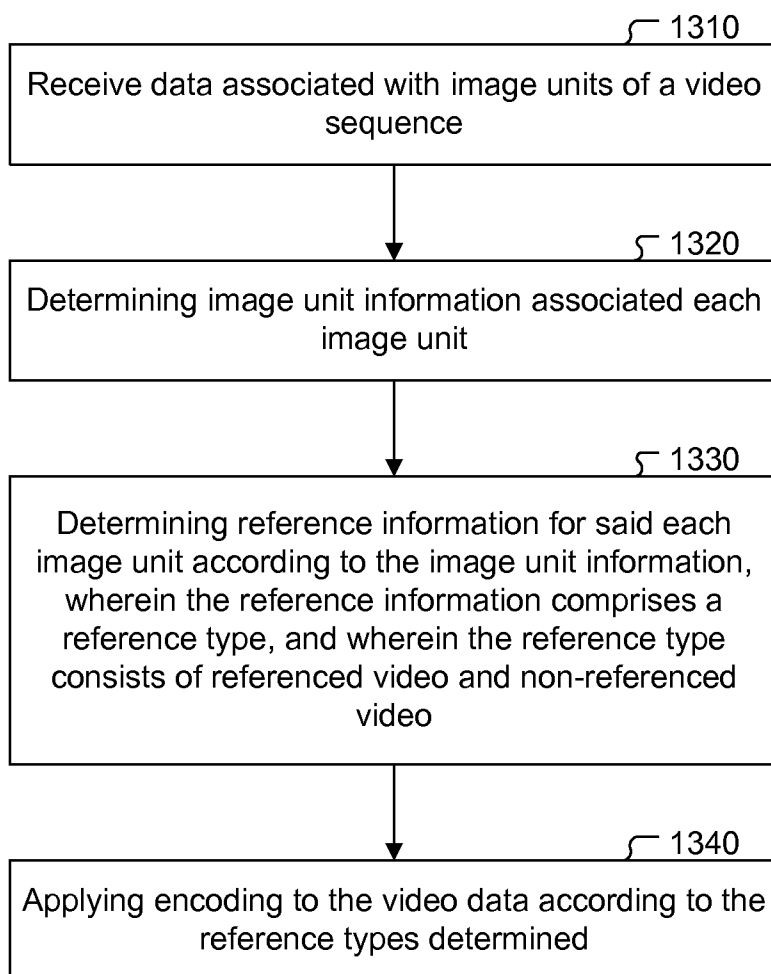 1310
Receive data associated with image units of a video
sequence
1320
Determining image unit information associated each
image unit
1330
Determining reference information for said each
image unit according to the image unit information,
wherein the reference information comprises a
reference type, and wherein the reference type
consists of referenced video and non-referenced
video
1340
Applying encoding to the video data according to the
reference types determined